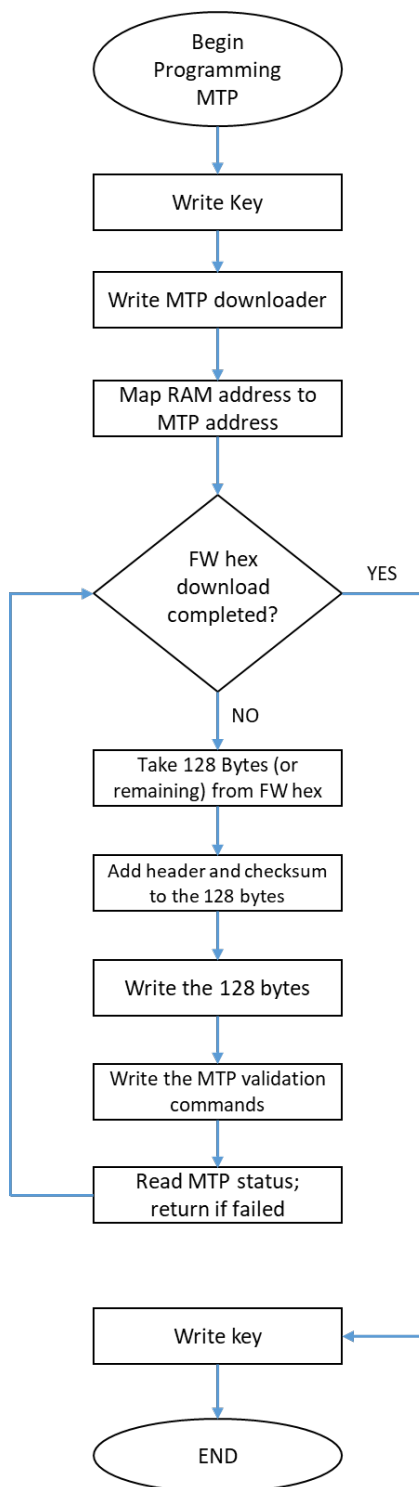 Begin
Programming
MTP
Write Key
Write MTP downloader
Map RAM address to
MTP address
FW hex
download
completed?
YES
NO
Take 128 Bytes (or
remaining) from FW hex
Add header and checksum
to the 128 bytes
Write the 128 bytes
Write the MTP validation
commands
Read MTP status;
return if failed
Write key
END